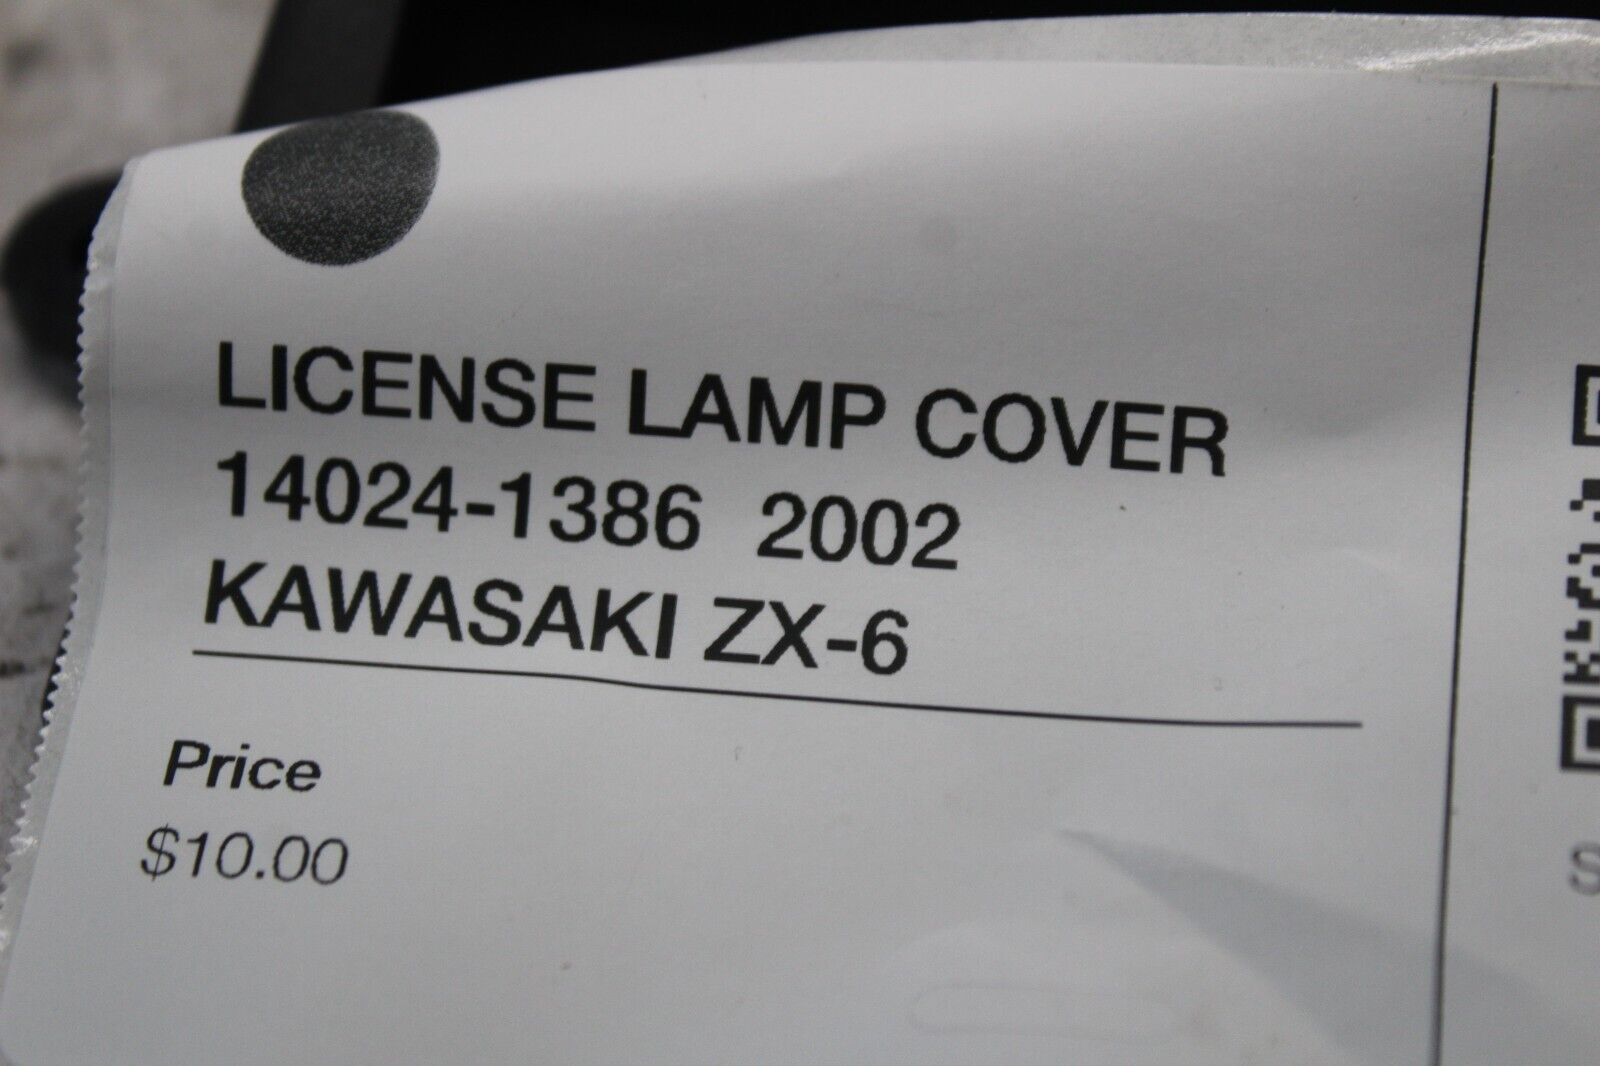 LICENSE LAMP COVER
14024-1386 2002
KAWASAKI ZX-6
Price
$10.00